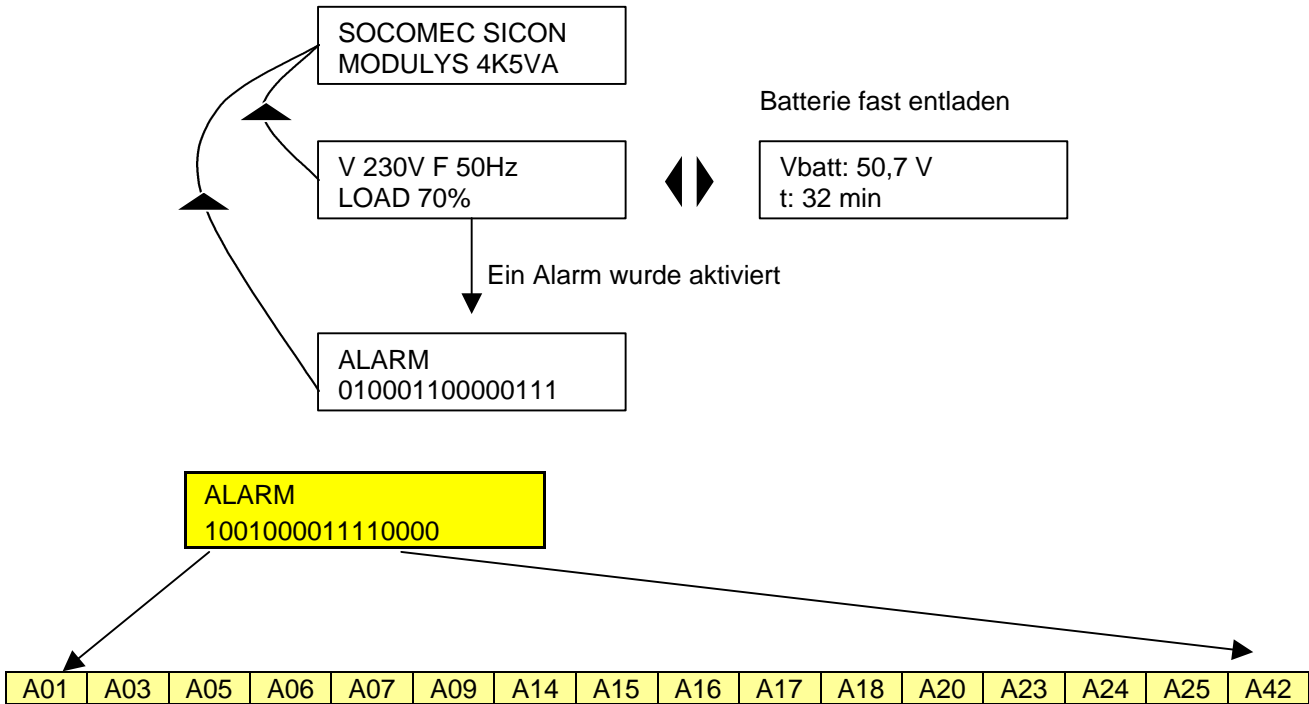 SOCOMEC SICON
MODULYS 4K5VA
Batterie fast entladen
V 230V F 50Hz
LOAD 70%
Vbatt: 50,7 V
t: 32 min
Ein Alarm wurde aktiviert
ALARM
010001100000111
ALARM
1001000011110000
A01 A03 A05 A06 A07 A09 A14 A15 A16 A17 A18 A20 A23 A24 A25 A42